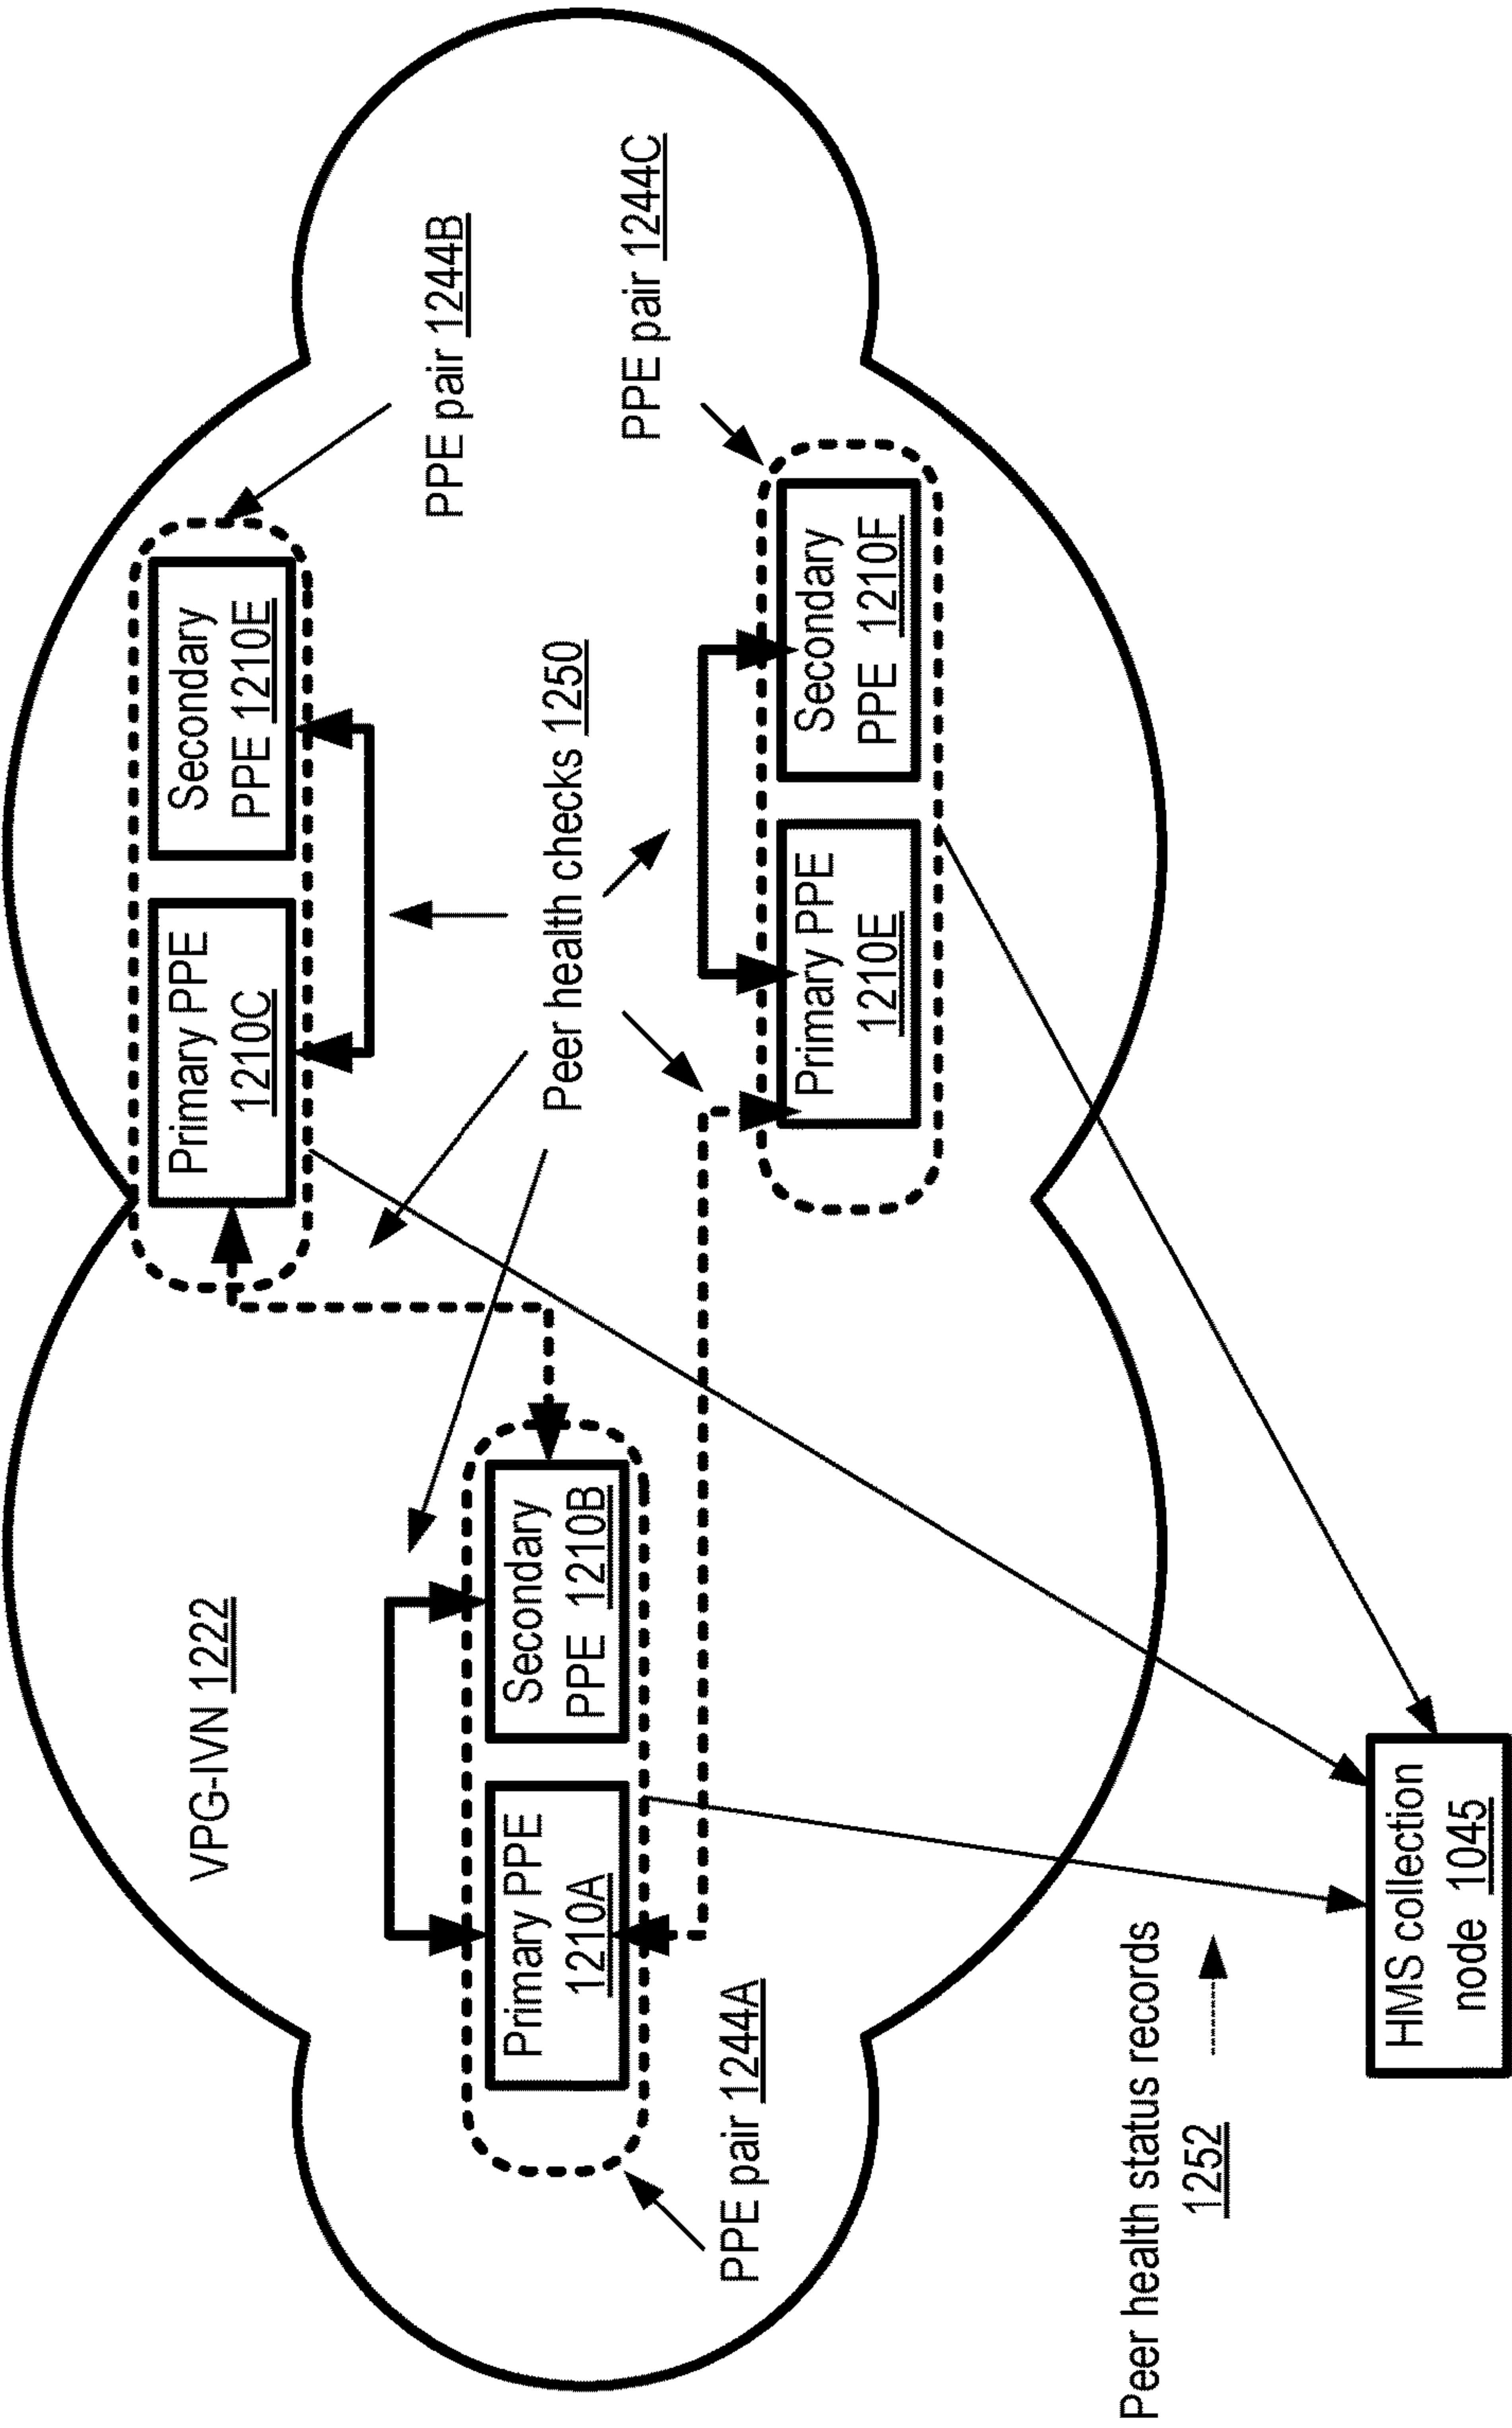 VPG-IVN 1222
Primary PPE
1210C
Secondary
PPE 1210E
PPE pair 1244B
Primary PPE
1210A
Secondary
PPE 1210B
Peer health checks 1250
PPE pair 1244C
PPE pair 1244A
Primary PPE
1210E
Secondary
PPE 1210F
Peer health status records
1252
HMS collection
node 1045